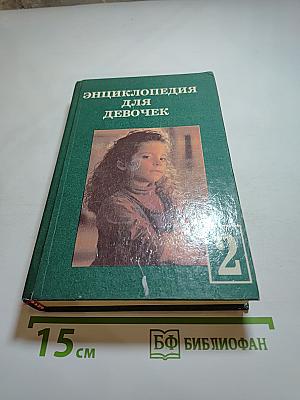 ЭНЦИКЛОПЕДИЯ
ДЛЯ
ДЕВОЧЕК
2
15 см
БФ БИБЛИОФАН